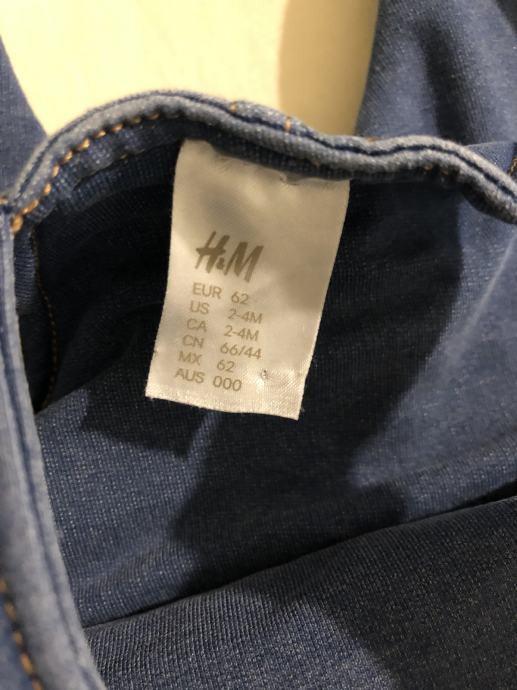 H&M
EUR 62
US 2-4M
CA 2-4M
CN 66/44
MX 62
AUS 000